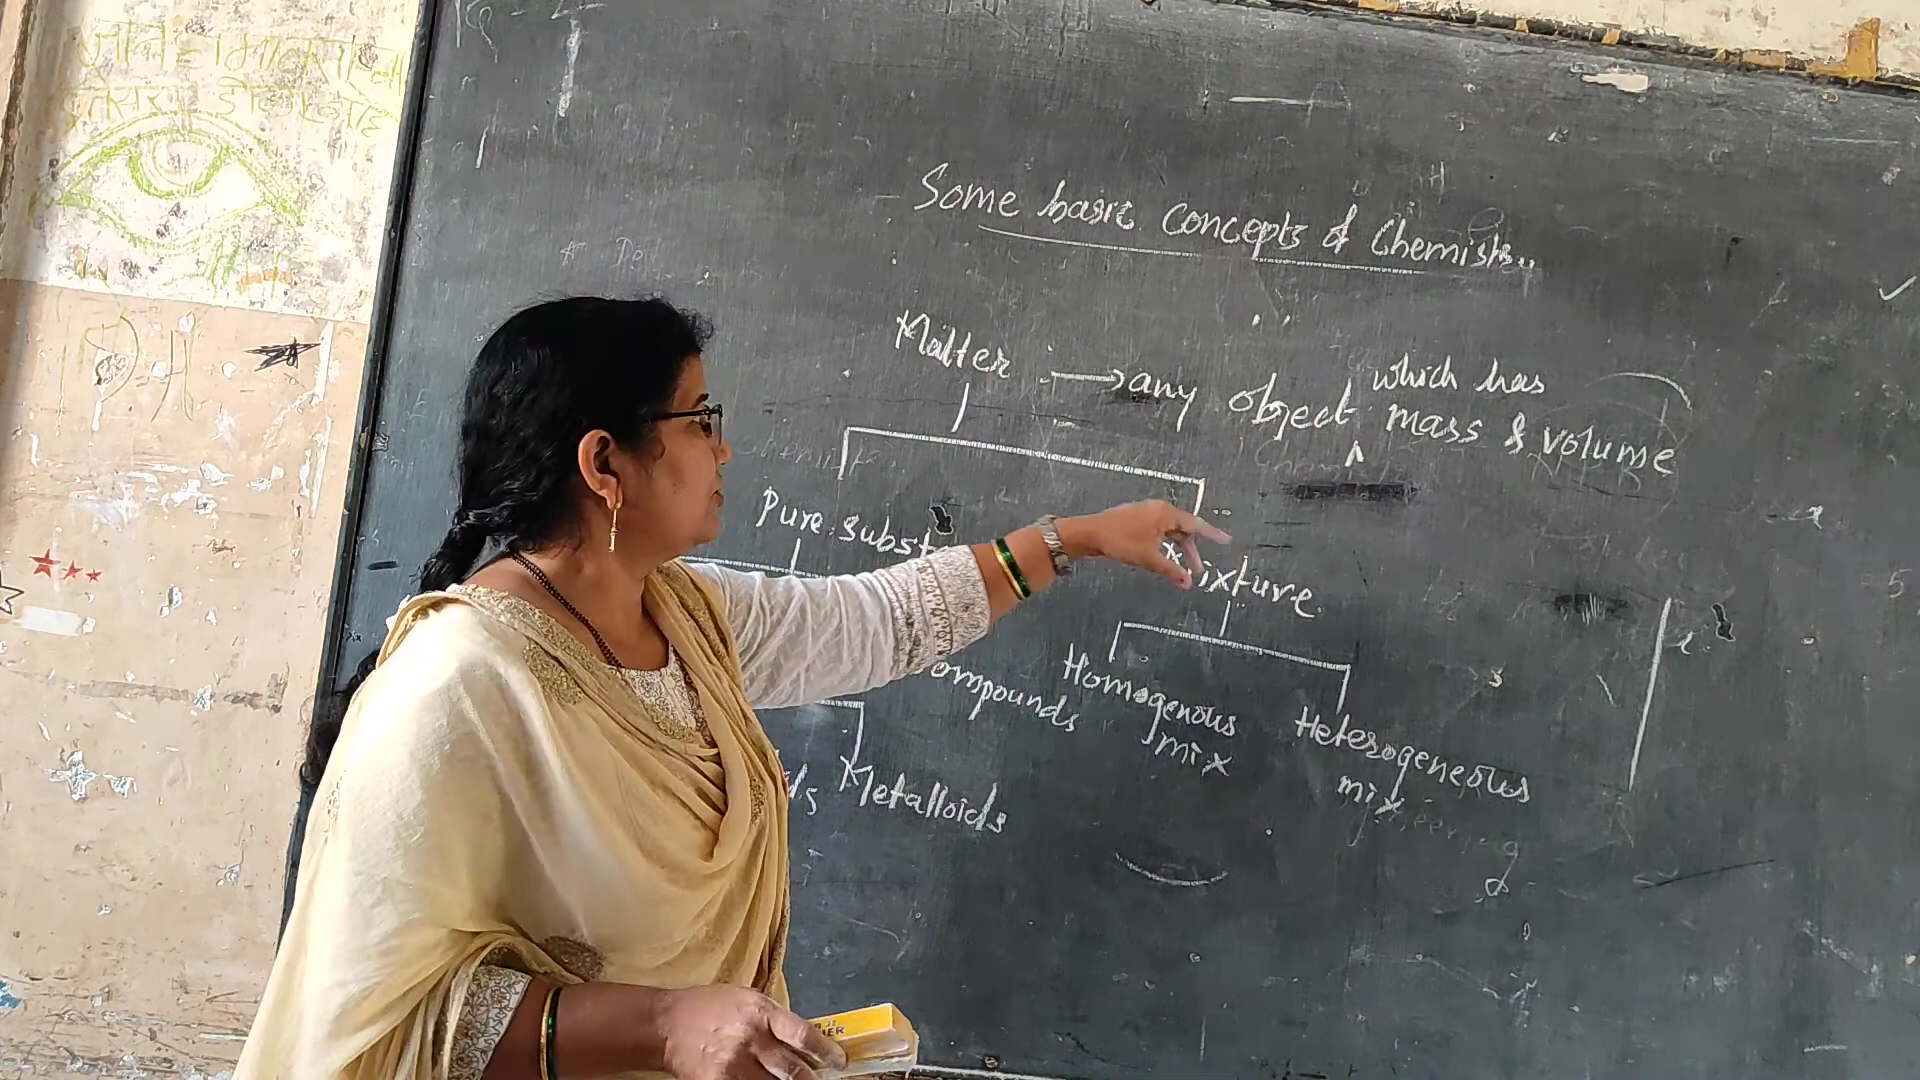 Some basic concepts of Chemistry
Matter → any object which has mass & volume
Pure subst
ixture
ompounds
Homogenous mix
Heterogeneous mix
Metalloids